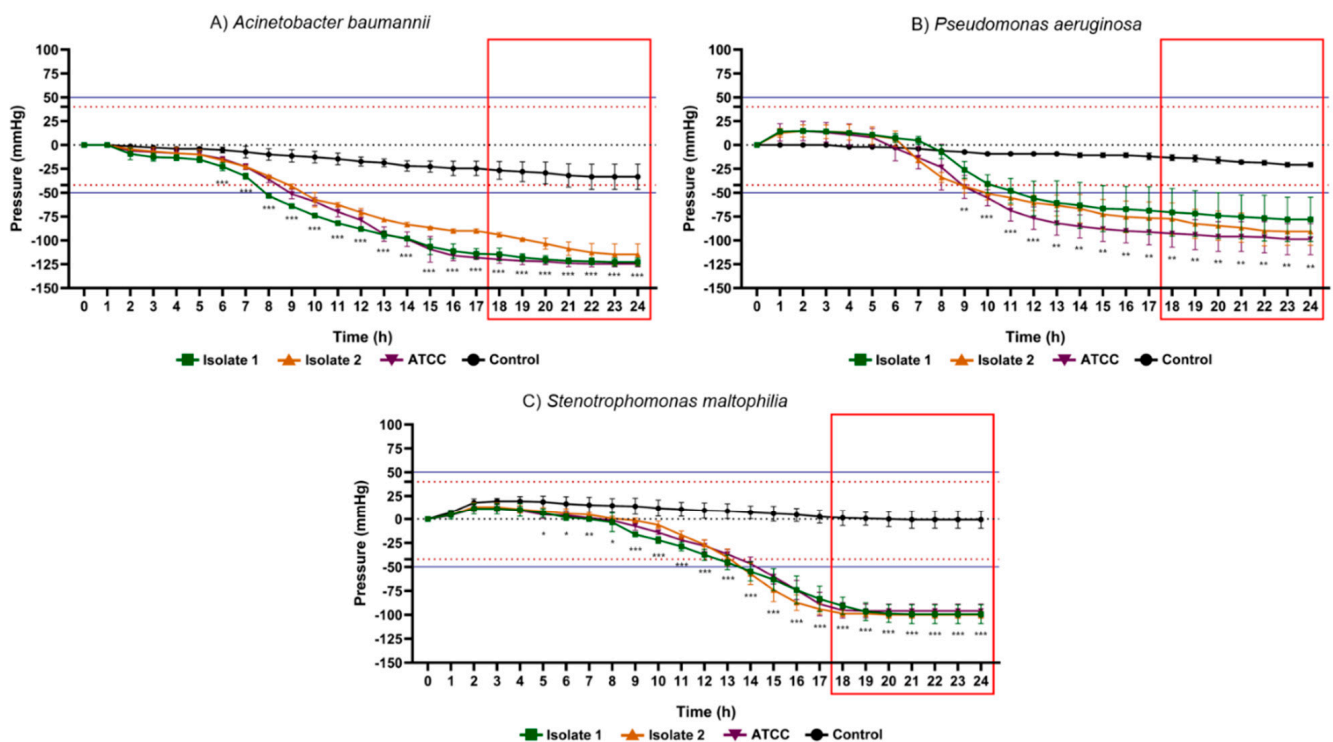 A) Acinetobacter baumannii
Pressure (mmHg)
100
75
50
25
0
-25
-50
-75
-100
-125
-150
*** *** *** *** *** *** *** *** *** *** *** *** *** *** *** *** *** *** ***
0 1 2 3 4 5 6 7 8 9 10 11 12 13 14 15 16 17 18 19 20 21 22 23 24
Time (h)
Isolate 1 Isolate 2 ATCC Control
B) Pseudomonas aeruginosa
Pressure (mmHg)
100
75
50
25
0
-25
-50
-75
-100
-125
-150
** *** *** *** *** ** ** ** ** ** ** ** ** ** ** **
0 1 2 3 4 5 6 7 8 9 10 11 12 13 14 15 16 17 18 19 20 21 22 23 24
Time (h)
Isolate 1 Isolate 2 ATCC Control
C) Stenotrophomonas maltophilia
Pressure (mmHg)
100
75
50
25
0
-25
-50
-75
-100
-125
-150
* * ** * *** *** *** *** *** *** *** *** *** *** *** *** *** *** *** ***
0 1 2 3 4 5 6 7 8 9 10 11 12 13 14 15 16 17 18 19 20 21 22 23 24
Time (h)
Isolate 1 Isolate 2 ATCC Control